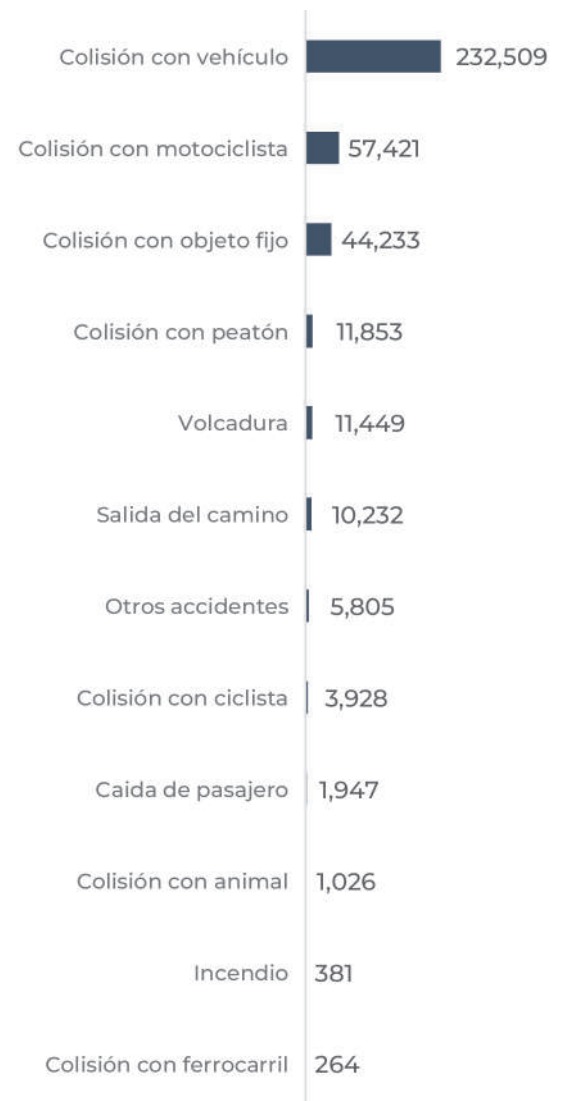 Colisión con vehículo 232,509
Colisión con motociclista 57,421
Colisión con objeto fijo 44,233
Colisión con peatón 11,853
Volcadura 11,449
Salida del camino 10,232
Otros accidentes 5,805
Colisión con ciclista 3,928
Caida de pasajero 1,947
Colisión con animal 1,026
Incendio 381
Colisión con ferrocarril 264